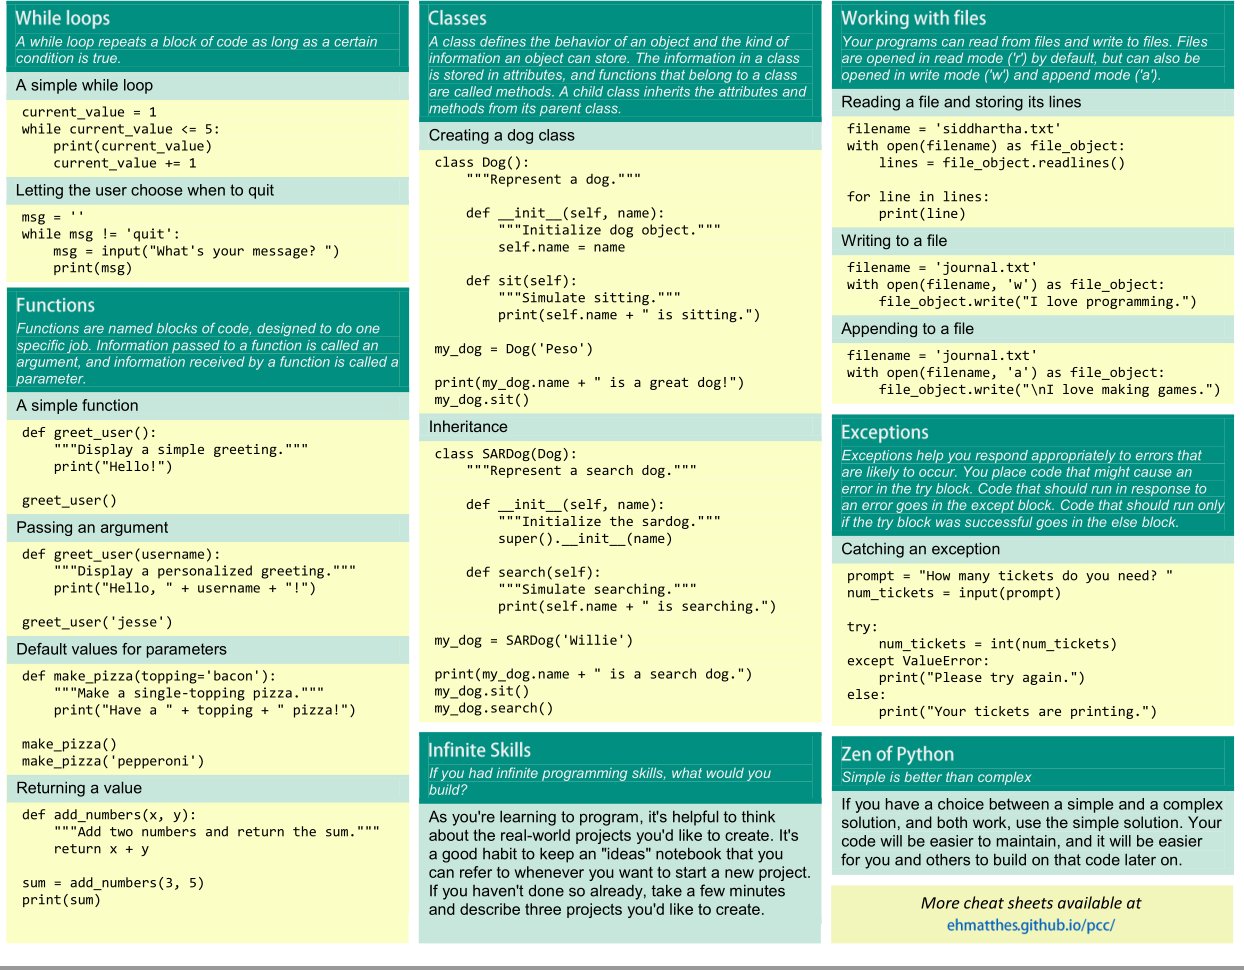 While loops
A while loop repeats a block of code as long as a certain
condition is true.
A simple while loop
current_value = 1
while current_value <= 5:
    print(current_value)
    current_value += 1
Letting the user choose when to quit
msg = ''
while msg != 'quit':
    msg = input("What's your message? ")
    print(msg)
Functions
Functions are named blocks of code, designed to do one
specific job. Information passed to a function is called an
argument, and information received by a function is called a
parameter.
A simple function
def greet_user():
    """Display a simple greeting."""
    print("Hello!")

greet_user()
Passing an argument
def greet_user(username):
    """Display a personalized greeting."""
    print("Hello, " + username + "!")

greet_user('jesse')
Default values for parameters
def make_pizza(topping='bacon'):
    """Make a single-topping pizza."""
    print("Have a " + topping + " pizza!")

make_pizza()
make_pizza('pepperoni')
Returning a value
def add_numbers(x, y):
    """Add two numbers and return the sum."""
    return x + y

sum = add_numbers(3, 5)
print(sum)
Classes
A class defines the behavior of an object and the kind of
information an object can store. The information in a class
is stored in attributes, and functions that belong to a class
are called methods. A child class inherits the attributes and
methods from its parent class.
Creating a dog class
class Dog():
    """Represent a dog."""

    def __init__(self, name):
        """Initialize dog object."""
        self.name = name

    def sit(self):
        """Simulate sitting."""
        print(self.name + " is sitting.")

my_dog = Dog('Peso')

print(my_dog.name + " is a great dog!")
my_dog.sit()
Inheritance
class SARDog(Dog):
    """Represent a search dog."""

    def __init__(self, name):
        """Initialize the sardog."""
        super().__init__(name)

    def search(self):
        """Simulate searching."""
        print(self.name + " is searching.")

my_dog = SARDog('Willie')

print(my_dog.name + " is a search dog.")
my_dog.sit()
my_dog.search()
Infinite Skills
If you had infinite programming skills, what would you
build?
As you're learning to program, it's helpful to think
about the real-world projects you'd like to create. It's
a good habit to keep an "ideas" notebook that you
can refer to whenever you want to start a new project.
If you haven't done so already, take a few minutes
and describe three projects you'd like to create.
Working with files
Your programs can read from files and write to files. Files
are opened in read mode ('r') by default, but can also be
opened in write mode ('w') and append mode ('a').
Reading a file and storing its lines
filename = 'siddhartha.txt'
with open(filename) as file_object:
    lines = file_object.readlines()

for line in lines:
    print(line)
Writing to a file
filename = 'journal.txt'
with open(filename, 'w') as file_object:
    file_object.write("I love programming.")
Appending to a file
filename = 'journal.txt'
with open(filename, 'a') as file_object:
    file_object.write("\nI love making games.")
Exceptions
Exceptions help you respond appropriately to errors that
are likely to occur. You place code that might cause an
error in the try block. Code that should run in response to
an error goes in the except block. Code that should run only
if the try block was successful goes in the else block.
Catching an exception
prompt = "How many tickets do you need? "
num_tickets = input(prompt)

try:
    num_tickets = int(num_tickets)
except ValueError:
    print("Please try again.")
else:
    print("Your tickets are printing.")
Zen of Python
Simple is better than complex
If you have a choice between a simple and a complex
solution, and both work, use the simple solution. Your
code will be easier to maintain, and it will be easier
for you and others to build on that code later on.
More cheat sheets available at
ehmatthes.github.io/pcc/